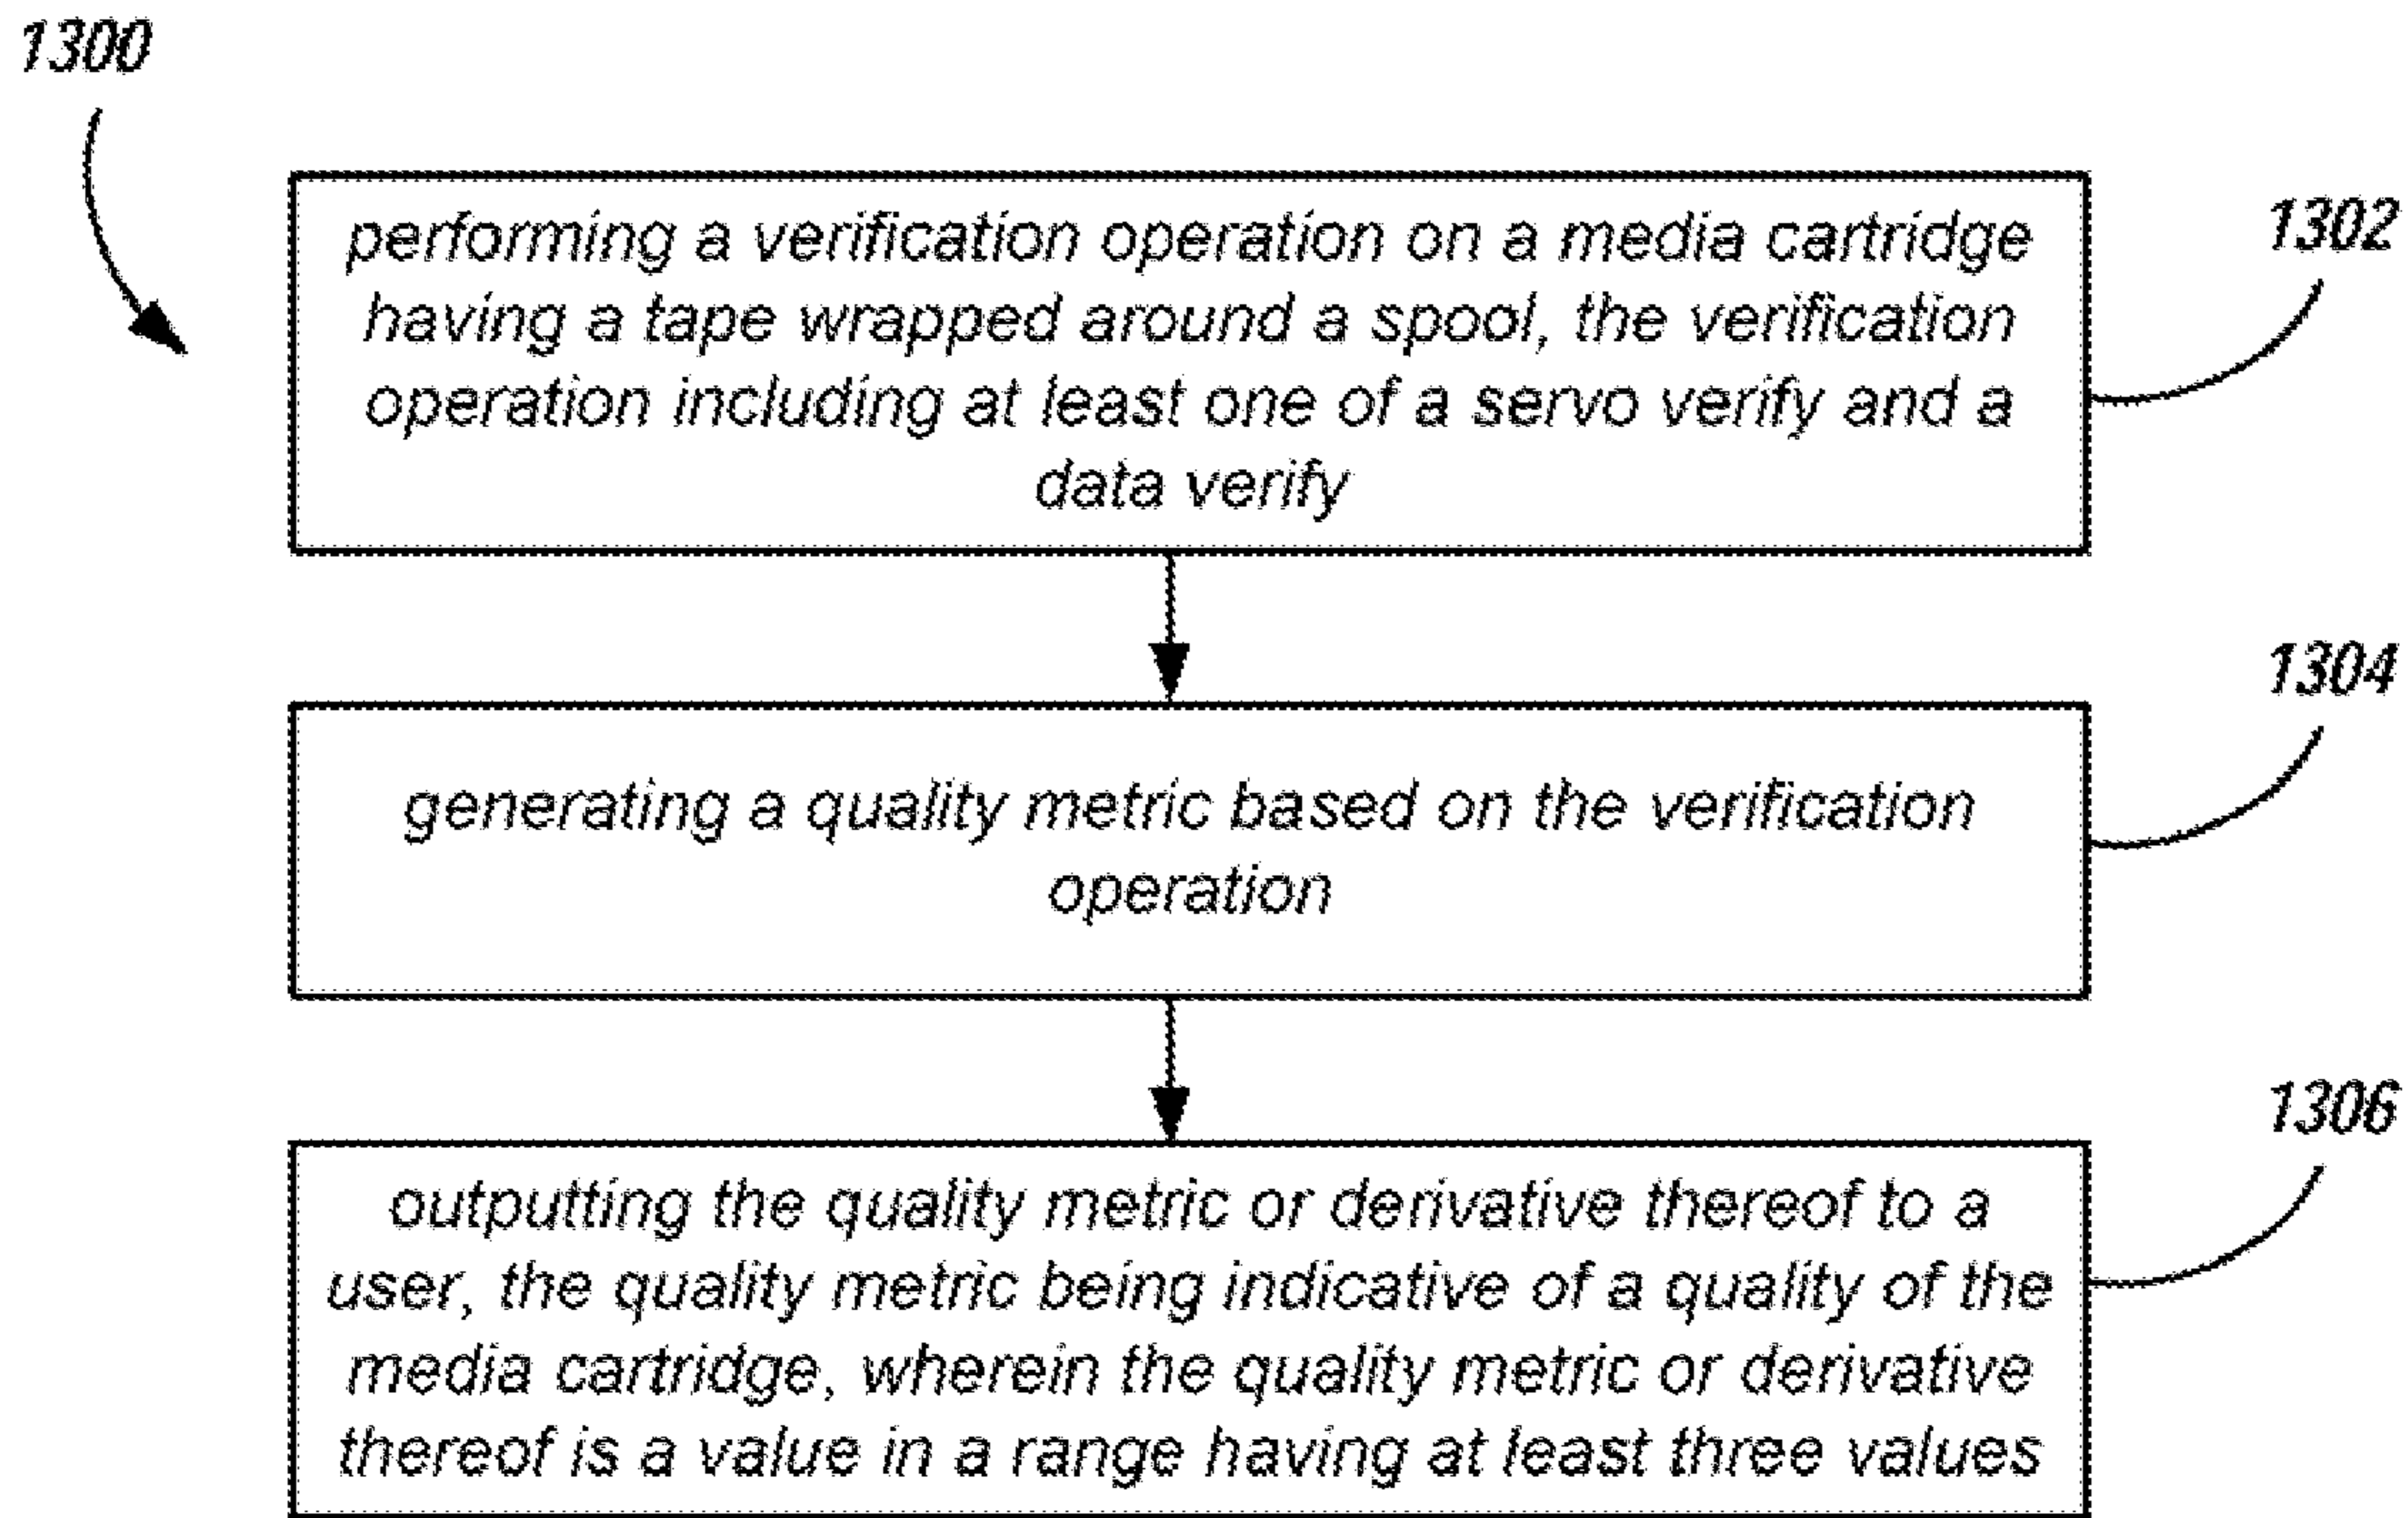 1300
performing a verification operation on a media cartridge
1302
having a tape wrapped around a spool, the verification
operation including at least one of a servo verify and a
data verify
1304
generating a quality metric based on the verification
operation
1306
outputting the quality metric or derivative thereof to a
user, the quality metric being indicative of a quality of the
media cartridge, wherein the quality metric or derivative
thereof is a value in a range having at least three values